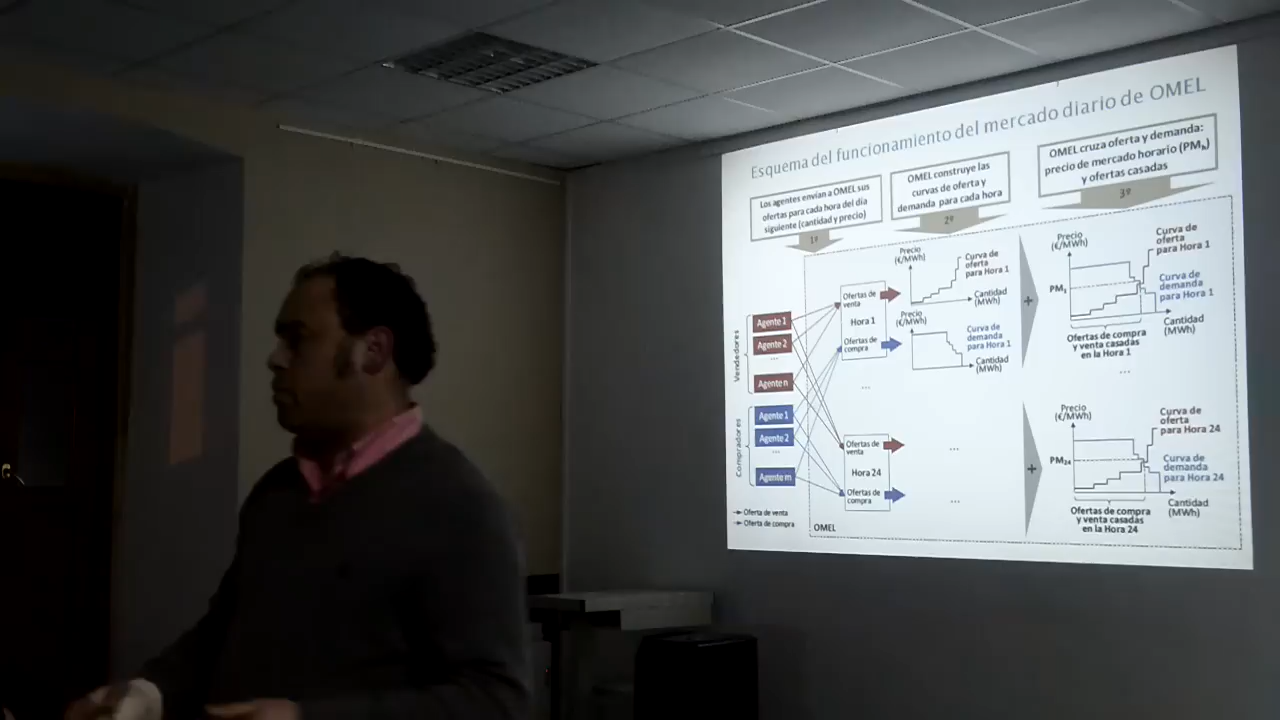 Esquema del funcionamiento del mercado diario de OMEL
Los agentes envían a OMEL sus
ofertas para cada hora del día
siguiente (cantidad y precio)
1º
OMEL construye las
curvas de oferta y
demanda para cada hora
2º
OMEL cruza oferta y demanda:
precio de mercado horario (PMh)
y ofertas casadas
3º
Vendedores
Agente 1
Agente 2
...
Agente n
Compradores
Agente 1
Agente 2
...
Agente m
Oferta de venta
Oferta de compra
Ofertas de
venta
Hora 1
Ofertas de
compra
...
Ofertas de
venta
Hora 24
Ofertas de
compra
OMEL
Precio
(€/MWh)
Curva de
oferta
para Hora 1
Cantidad
(MWh)
Precio
(€/MWh)
Curva de
demanda
para Hora 1
Cantidad
(MWh)
...
...
+
+
Precio
(€/MWh)
PM1
Curva de
oferta
para Hora 1
Curva de
demanda
para Hora 1
Cantidad
(MWh)
Ofertas de compra
y venta casadas
en la Hora 1
...
Precio
(€/MWh)
PM24
Curva de
oferta
para Hora 24
Curva de
demanda
para Hora 24
Cantidad
(MWh)
Ofertas de compra
y venta casadas
en la Hora 24